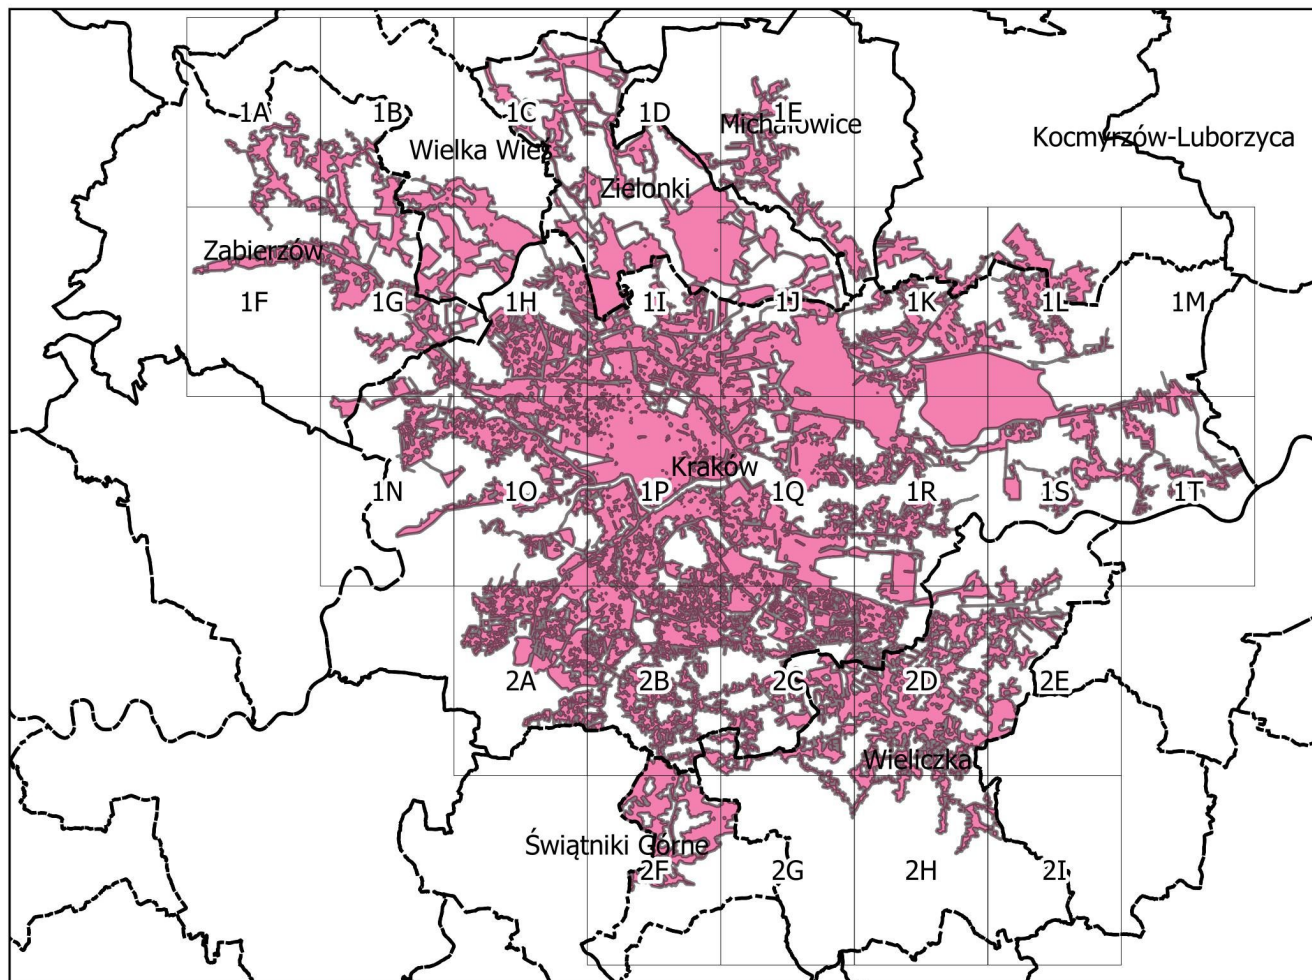 1A
1B
1C
1D
1E
Michałowice
Kocmyrzów-Luborzyca
Wielka Wieś
Zielonki
Zabierzów
1F
1G
1H
1I
1J
1K
1L
1M
Kraków
1N
1O
1P
1Q
1R
1S
1T
2A
2B
2C
2D
2E
Wieliczka
Świątniki Górne
2F
2G
2H
2I